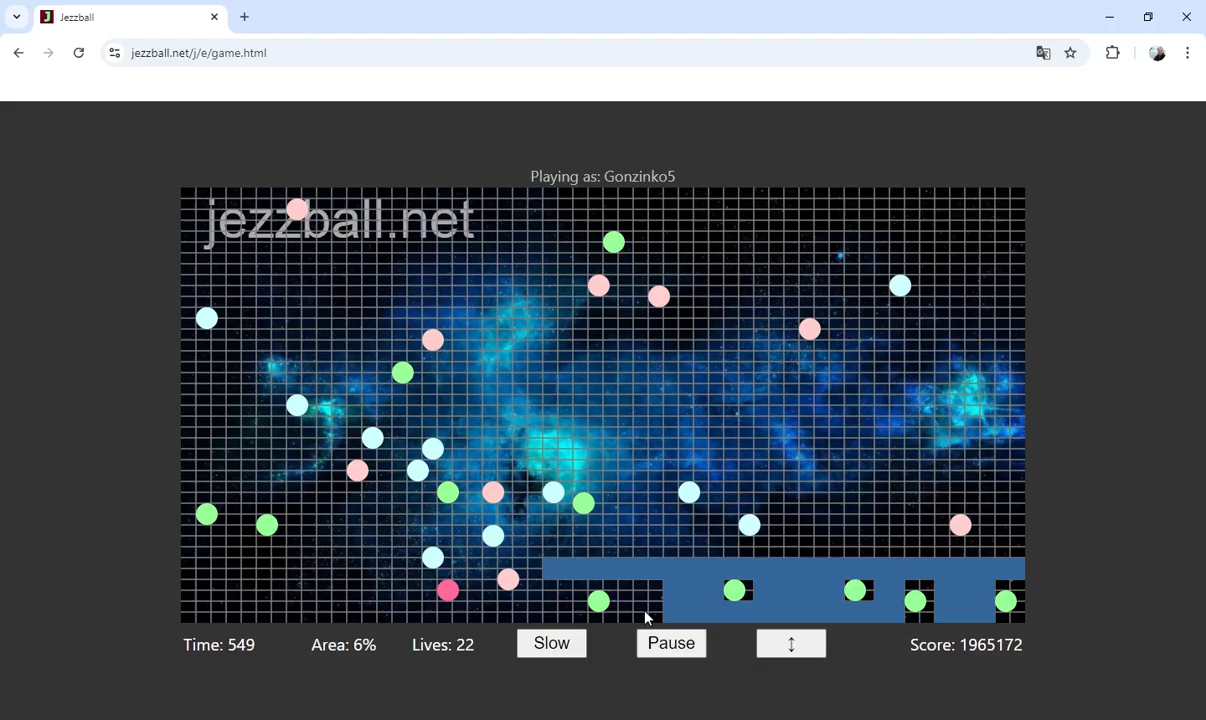 Jezzball
jezzball.net/j/e/game.html
Playing as: Gonzinko5
jezzball.net
Time: 549 Area: 6% Lives: 22 Slow Pause ↕ Score: 1965172